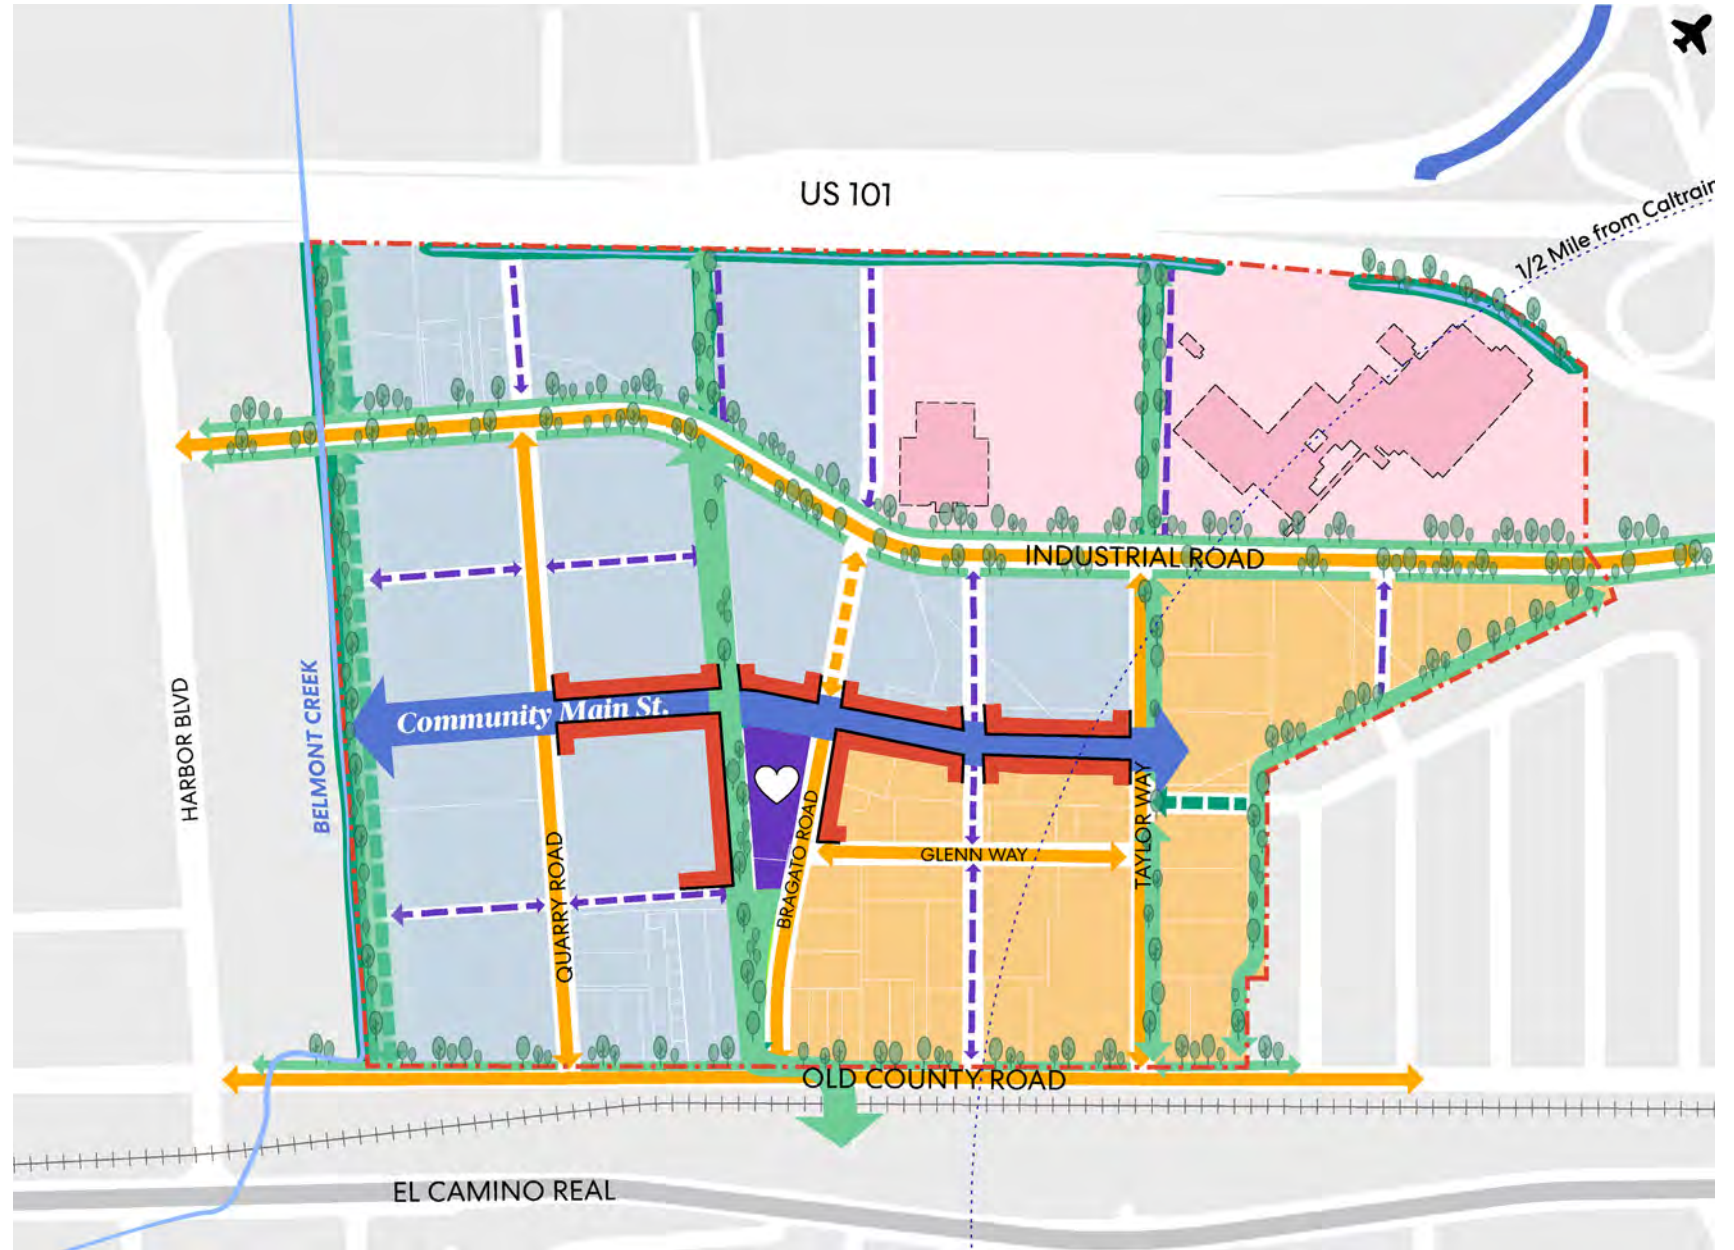 US 101
1/2 Mile from Caltrain
INDUSTRIAL ROAD
HARBOR BLVD
BELMONT CREEK
Community Main St.
QUARRY ROAD
BRAGATO ROAD
GLENN WAY
TAYLOR WAY
OLD COUNTY ROAD
EL CAMINO REAL